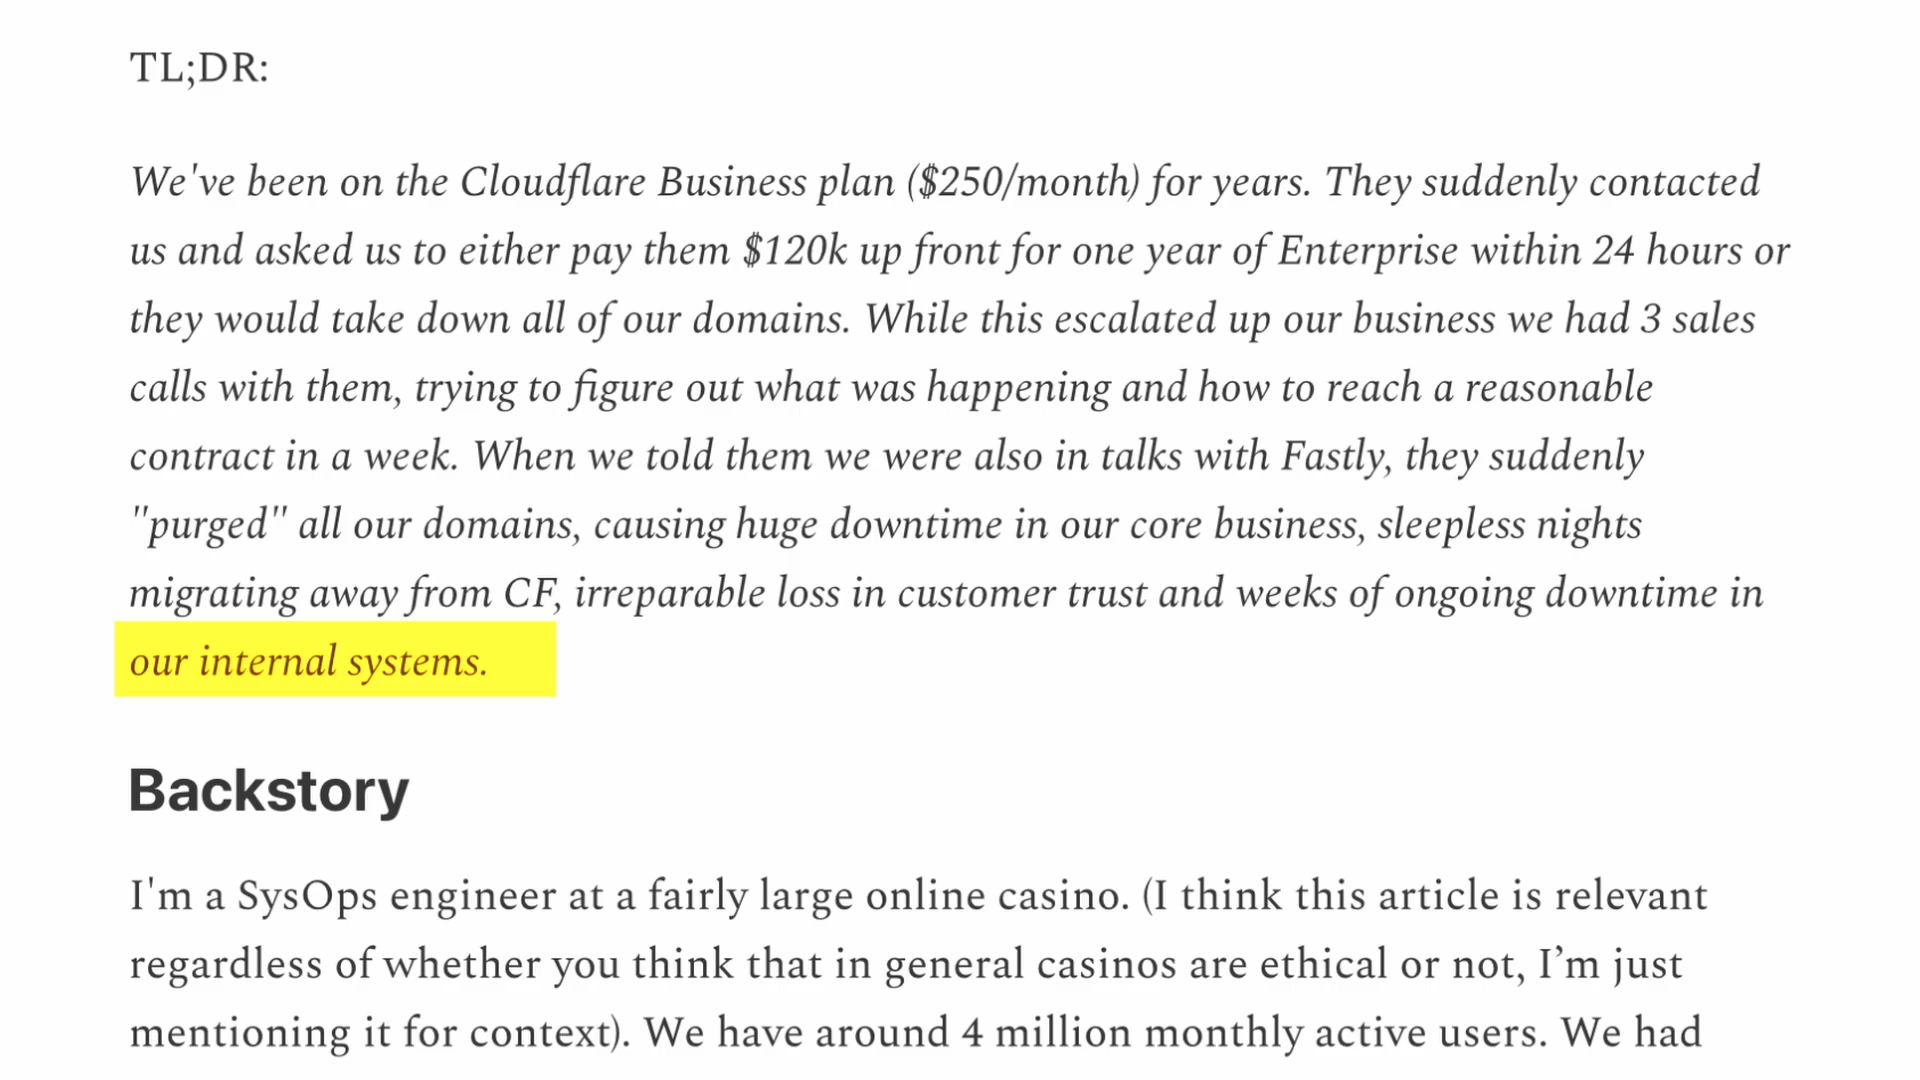 TL;DR:
We've been on the Cloudflare Business plan ($250/month) for years. They suddenly contacted
us and asked us to either pay them $120k up front for one year of Enterprise within 24 hours or
they would take down all of our domains. While this escalated up our business we had 3 sales
calls with them, trying to figure out what was happening and how to reach a reasonable
contract in a week. When we told them we were also in talks with Fastly, they suddenly
"purged" all our domains, causing huge downtime in our core business, sleepless nights
migrating away from CF, irreparable loss in customer trust and weeks of ongoing downtime in
our internal systems.
Backstory
I'm a SysOps engineer at a fairly large online casino. (I think this article is relevant
regardless of whether you think that in general casinos are ethical or not, I’m just
mentioning it for context). We have around 4 million monthly active users. We had